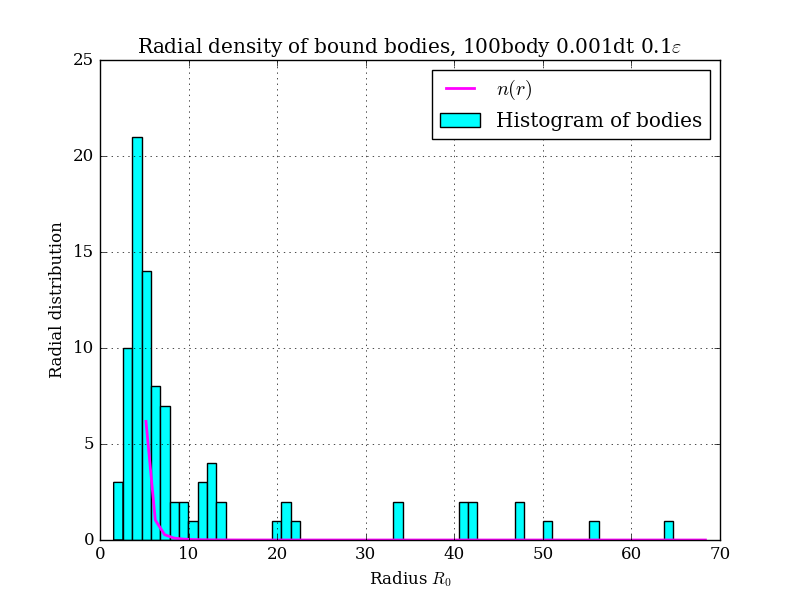 Radial density of bound bodies, 100body 0.001dt 0.1ε
n(r)
Histogram of bodies
Radial distribution
25
20
15
10
5
0
0 10 20 30 40 50 60 70
Radius R₀